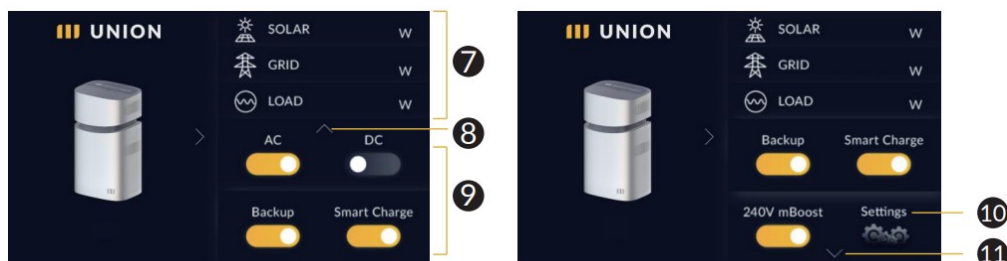 UNION
SOLAR W
GRID W
LOAD W
AC DC
Backup Smart Charge
7
8
9
UNION
SOLAR W
GRID W
LOAD W
Backup Smart Charge
240V mBoost Settings
10
11